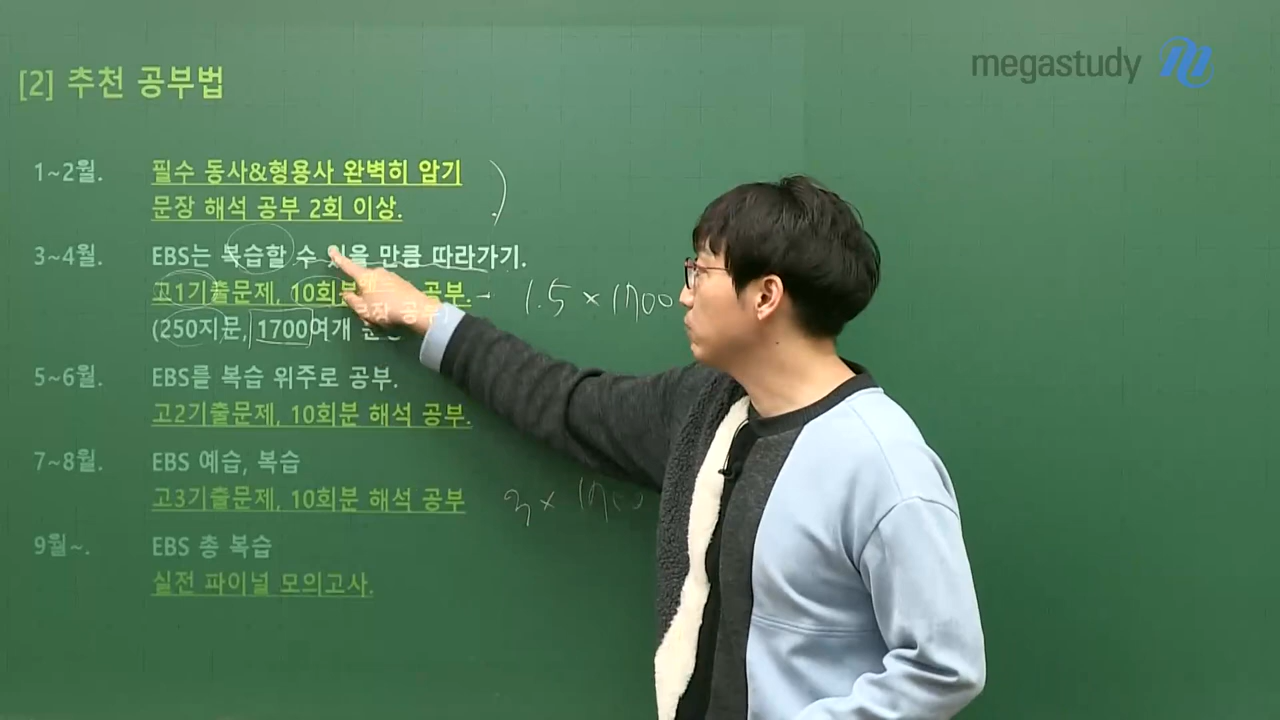 megastudy
[2] 추천 공부법
1~2월. 필수 동사&형용사 완벽히 암기
문장 해석 공부 2회 이상.
3~4월. EBS는 복습할 수 있을 만큼 따라가기.
고1기출문제, 10회분 해 공부. 1.5 × 1700
(250지문, 1700여개 문장 공부)
5~6월. EBS를 복습 위주로 공부.
고2기출문제, 10회분 해석 공부.
7~8월. EBS 예습, 복습
고3기출문제, 10회분 해석 공부
9월~. EBS 총 복습
실전 파이널 모의고사.